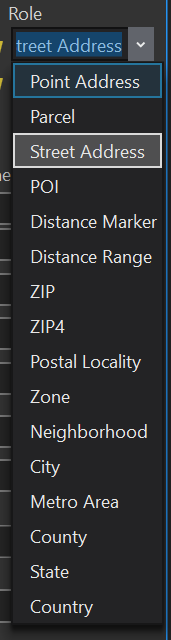 Role
treet Address
Point Address
Parcel
Street Address
POI
Distance Marker
Distance Range
ZIP
ZIP4
Postal Locality
Zone
Neighborhood
City
Metro Area
County
State
Country